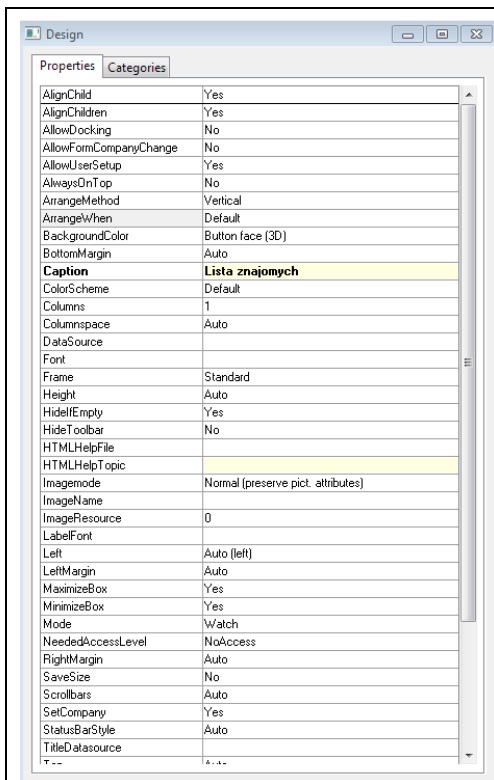 Design
Properties Categories
AlignChild Yes
AlignChildren Yes
AllowDocking No
AllowFormCompanyChange No
AllowUserSetup Yes
AlwaysOnTop No
ArrangeMethod Vertical
ArrangeWhen Default
BackgroundColor Button face (3D)
BottomMargin Auto
Caption Lista znajomych
ColorScheme Default
Columns 1
Columnspace Auto
DataSource
Font
Frame Standard
Height Auto
HideIfEmpty Yes
HideToolbar No
HTMLHelpFile
HTMLHelpTopic
Imagemode Normal (preserve pict. attributes)
ImageName
ImageResource 0
LabelFont
Left Auto (left)
LeftMargin Auto
MaximizeBox Yes
MinimizeBox Yes
Mode Watch
NeededAccessLevel NoAccess
RightMargin Auto
SaveSize No
Scrollbars Auto
SetCompany Yes
StatusBarStyle Auto
TitleDatasource